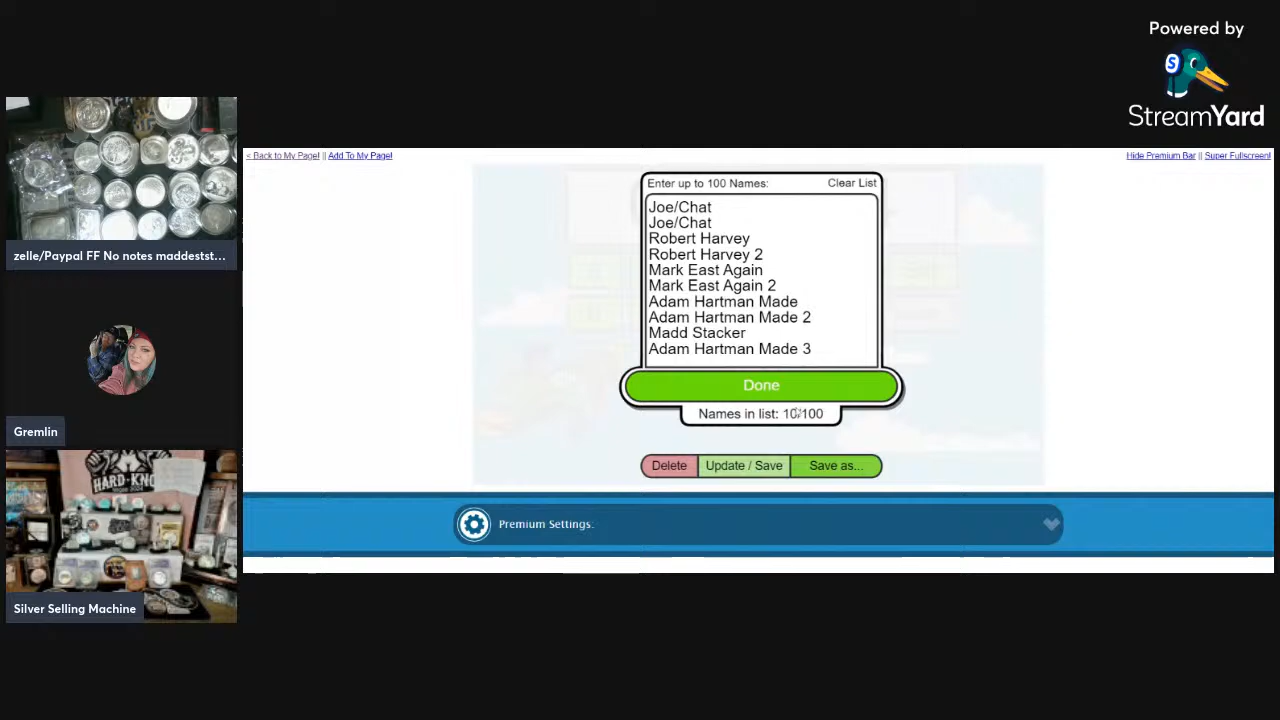 Powered by
S
StreamYard
< Back to My Page! || Add To My Page!
Hide Premium Bar || Super Fullscreen!
Enter up to 100 Names:
Clear List
Joe/Chat
Joe/Chat
Robert Harvey
Robert Harvey 2
Mark East Again
Mark East Again 2
Adam Hartman Made
Adam Hartman Made 2
Madd Stacker
Adam Hartman Made 3
Done
Names in list: 10/100
Delete
Update / Save
Save as...
Premium Settings:
zelle/Paypal FF No notes maddestst...
Gremlin
HARD-KNO
Silver Selling Machine